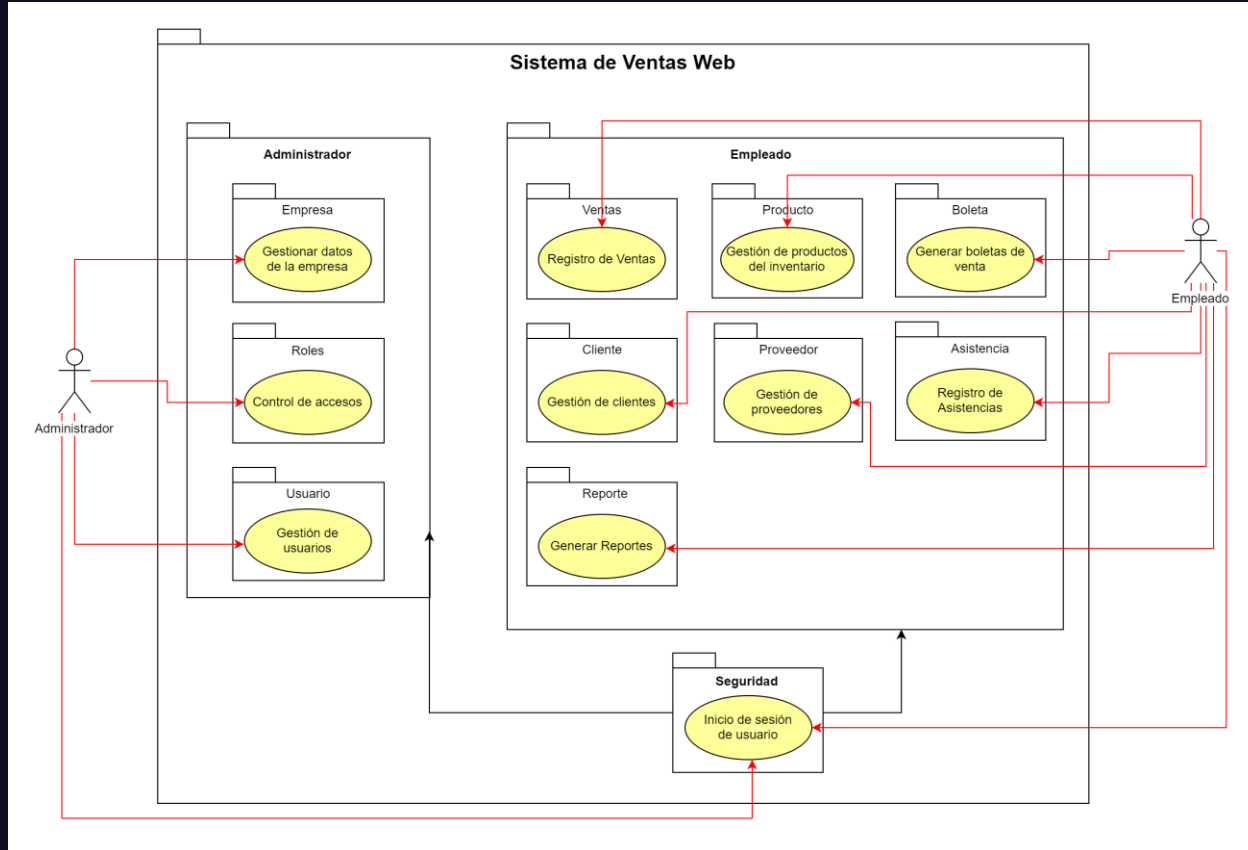 Sistema de Ventas Web
Administrador
Empresa
Gestionar datos
de la empresa
Roles
Control de accesos
Usuario
Gestión de
usuarios
Empleado
Ventas
Registro de Ventas
Producto
Gestión de productos
del inventario
Boleta
Generar boletas de
venta
Cliente
Gestión de clientes
Proveedor
Gestión de
proveedores
Asistencia
Registro de
Asistencias
Reporte
Generar Reportes
Seguridad
Inicio de sesión
de usuario
Administrador
Empleado